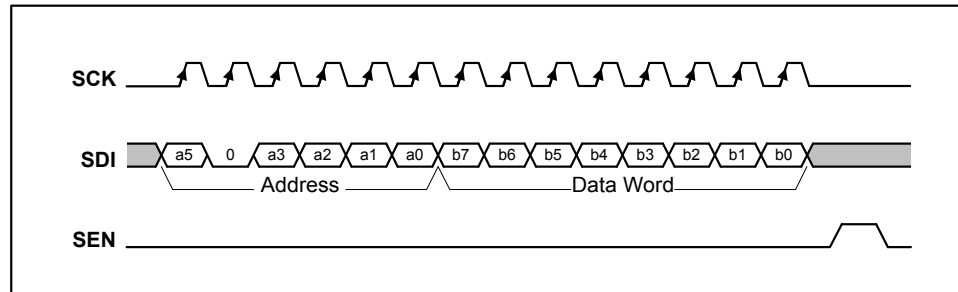 SCK
SDI a5 0 a3 a2 a1 a0 b7 b6 b5 b4 b3 b2 b1 b0
Address Data Word
SEN